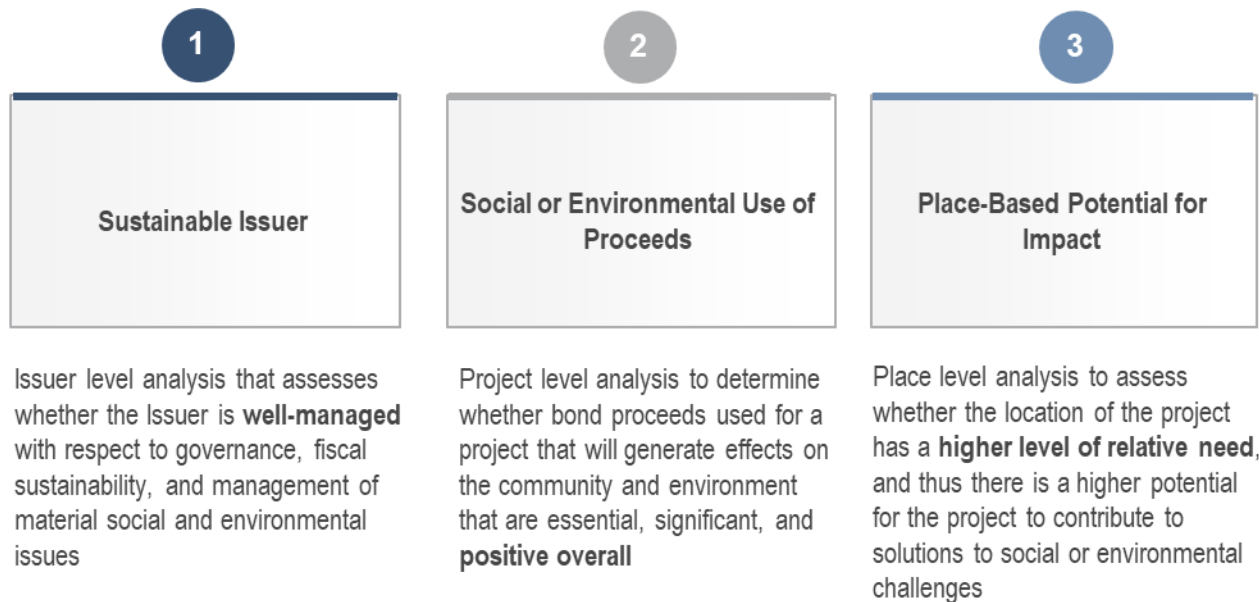 1
Sustainable Issuer
Issuer level analysis that assesses
whether the Issuer is well-managed
with respect to governance, fiscal
sustainability, and management of
material social and environmental
issues
2
Social or Environmental Use of
Proceeds
Project level analysis to determine
whether bond proceeds used for a
project that will generate effects on
the community and environment
that are essential, significant, and
positive overall
3
Place-Based Potential for
Impact
Place level analysis to assess
whether the location of the project
has a higher level of relative need,
and thus there is a higher potential
for the project to contribute to
solutions to social or environmental
challenges